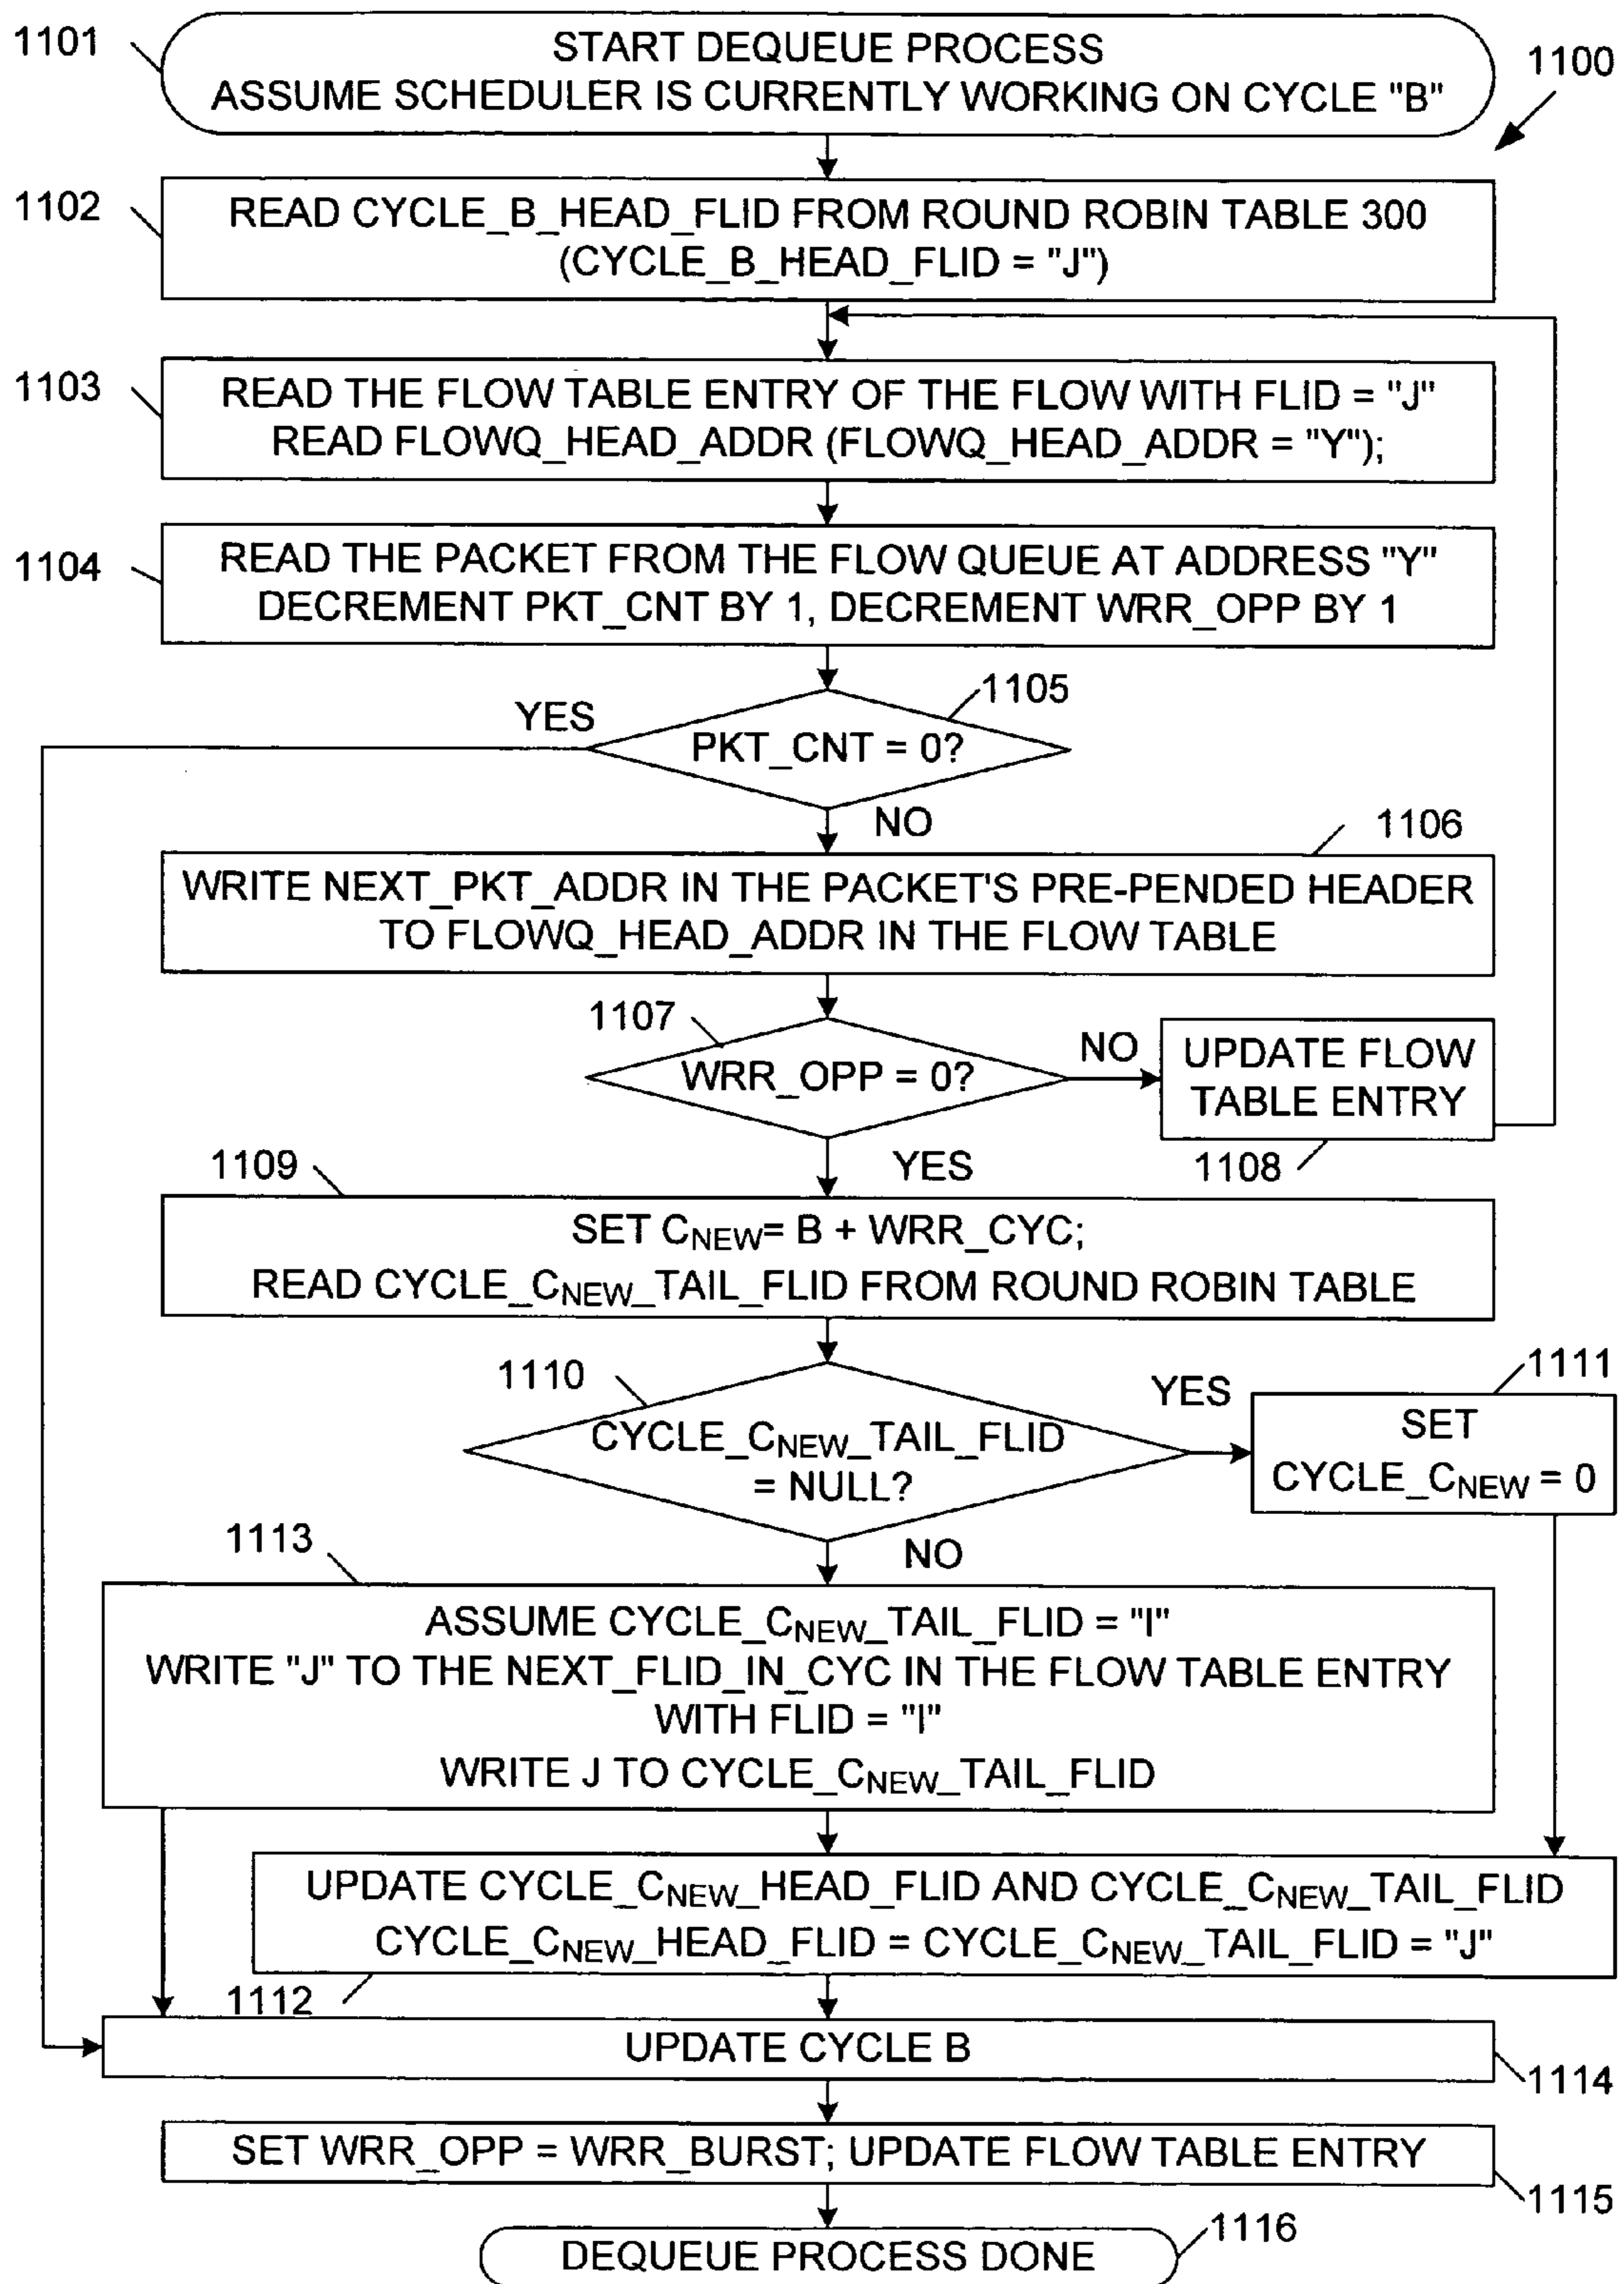 1101
START DEQUEUE PROCESS
ASSUME SCHEDULER IS CURRENTLY WORKING ON CYCLE "B"
1100
1102
READ CYCLE_B_HEAD_FLID FROM ROUND ROBIN TABLE 300
(CYCLE_B_HEAD_FLID = "J")
1103
READ THE FLOW TABLE ENTRY OF THE FLOW WITH FLID = "J"
READ FLOWQ_HEAD_ADDR (FLOWQ_HEAD_ADDR = "Y");
1104
READ THE PACKET FROM THE FLOW QUEUE AT ADDRESS "Y"
DECREMENT PKT_CNT BY 1, DECREMENT WRR_OPP BY 1
1105
YES
PKT_CNT = 0?
NO
1106
WRITE NEXT_PKT_ADDR IN THE PACKET'S PRE-PENDED HEADER
TO FLOWQ_HEAD_ADDR IN THE FLOW TABLE
1107
WRR_OPP = 0?
NO
UPDATE FLOW
TABLE ENTRY
1108
YES
1109
SET CNEW= B + WRR_CYC;
READ CYCLE_CNEW_TAIL_FLID FROM ROUND ROBIN TABLE
1110
CYCLE_CNEW_TAIL_FLID
= NULL?
YES
1111
SET
CYCLE_CNEW = 0
NO
1113
ASSUME CYCLE_CNEW_TAIL_FLID = "I"
WRITE "J" TO THE NEXT_FLID_IN_CYC IN THE FLOW TABLE ENTRY
WITH FLID = "I"
WRITE J TO CYCLE_CNEW_TAIL_FLID
UPDATE CYCLE_CNEW_HEAD_FLID AND CYCLE_CNEW_TAIL_FLID
CYCLE_CNEW_HEAD_FLID = CYCLE_CNEW_TAIL_FLID = "J"
1112
UPDATE CYCLE B
1114
SET WRR_OPP = WRR_BURST; UPDATE FLOW TABLE ENTRY
1115
DEQUEUE PROCESS DONE
1116